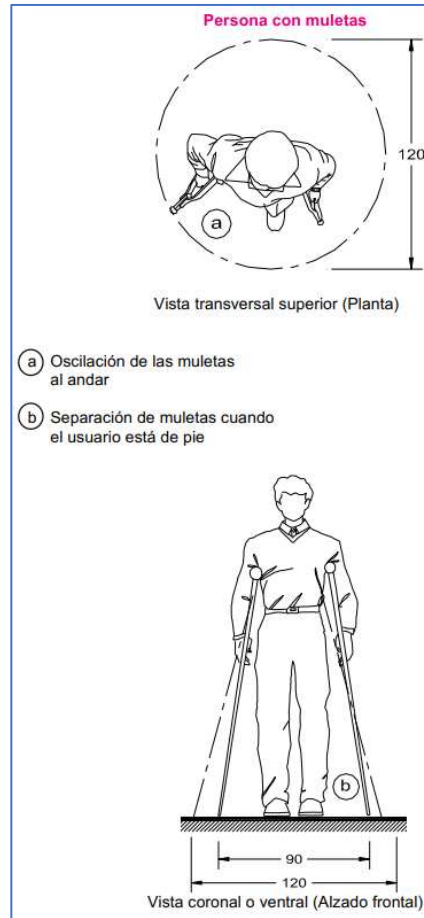 Persona con muletas
120
a
Vista transversal superior (Planta)
a Oscilación de las muletas
al andar
b Separación de muletas cuando
el usuario está de pie
b
90
120
Vista coronal o ventral (Alzado frontal)